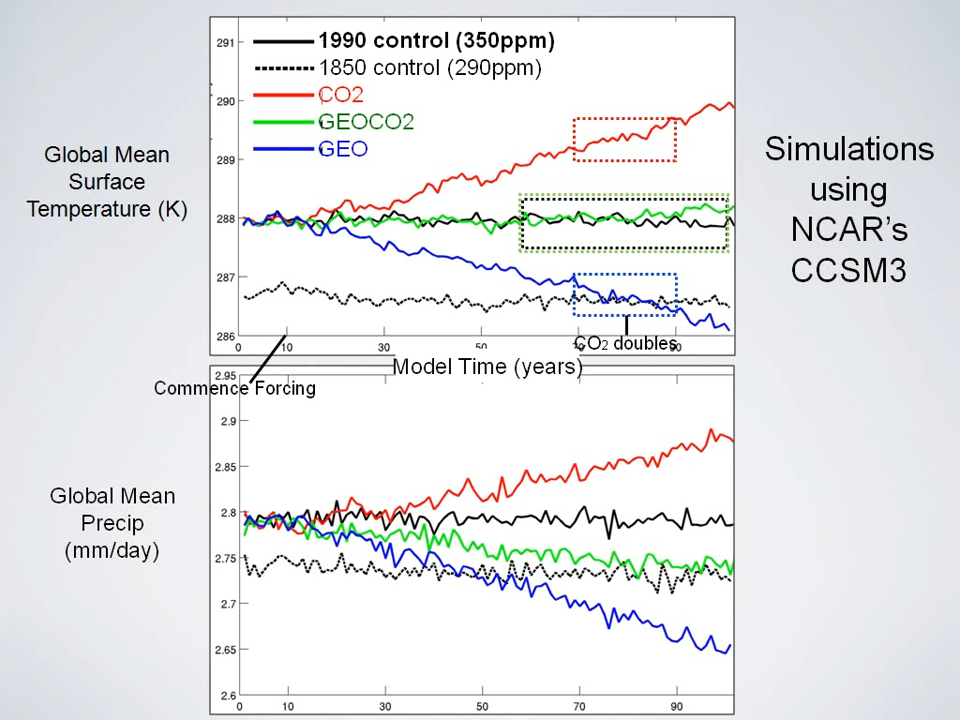 291
290
289
288
287
286
1990 control (350ppm)
1850 control (290ppm)
CO2
GEOCO2
GEO
Global Mean
Surface
Temperature (K)
Simulations
using
NCAR's
CCSM3
0
10
30
50
70
90
CO2 doubles
Model Time (years)
Commence Forcing
2.95
2.9
2.85
2.8
2.75
2.7
2.65
2.6
Global Mean
Precip
(mm/day)
0
10
30
50
70
90